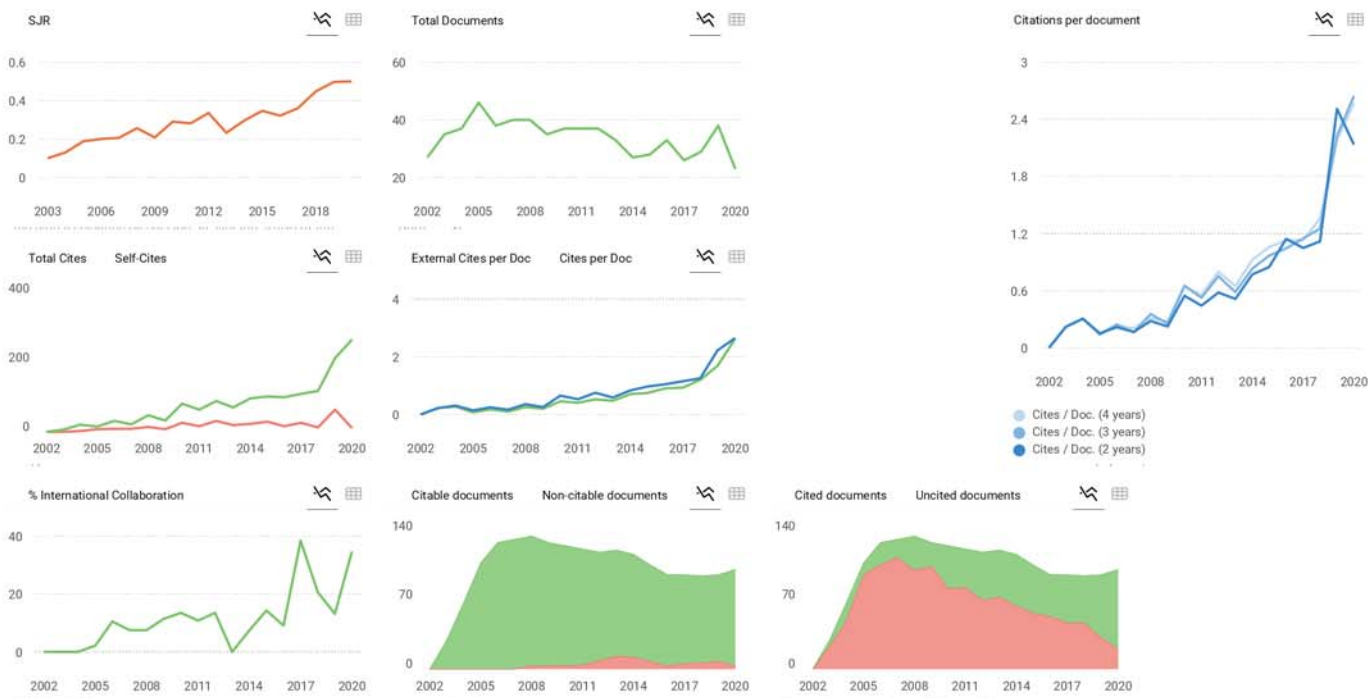 SJR
0.6
0.4
0.2
0
2003 2006 2009 2012 2015 2018
Total Documents
60
40
20
2002 2005 2008 2011 2014 2017 2020
Citations per document
3
2.4
1.8
1.2
0.6
0
2002 2005 2008 2011 2014 2017 2020
Cites / Doc. (4 years)
Cites / Doc. (3 years)
Cites / Doc. (2 years)
Total Cites Self-Cites
400
200
0
2002 2005 2008 2011 2014 2017 2020
External Cites per Doc Cites per Doc
4
2
0
2002 2005 2008 2011 2014 2017 2020
% International Collaboration
40
20
0
2002 2005 2008 2011 2014 2017 2020
Citable documents Non-citable documents
140
70
0
2002 2005 2008 2011 2014 2017 2020
Cited documents Uncited documents
140
70
0
2002 2005 2008 2011 2014 2017 2020